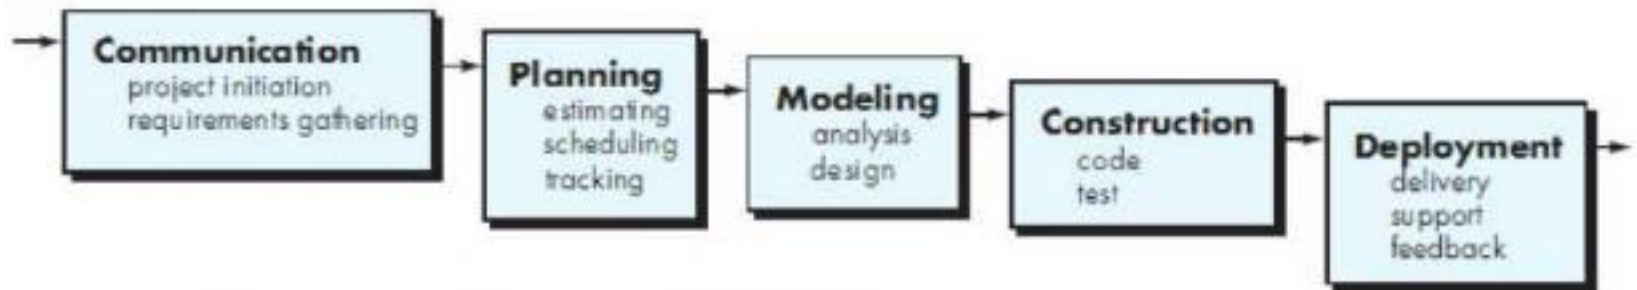 Communication
project initiation
requirements gathering
Planning
estimating
scheduling
tracking
Modeling
analysis
design
Construction
code
test
Deployment
delivery
support
feedback